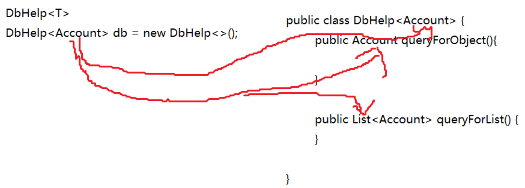 DbHelp<T>
DbHelp<Account> db = new DbHelp<>();
public class DbHelp<Account> {
public Account queryForObject(){
}
public List<Account> queryForList() {
}
}